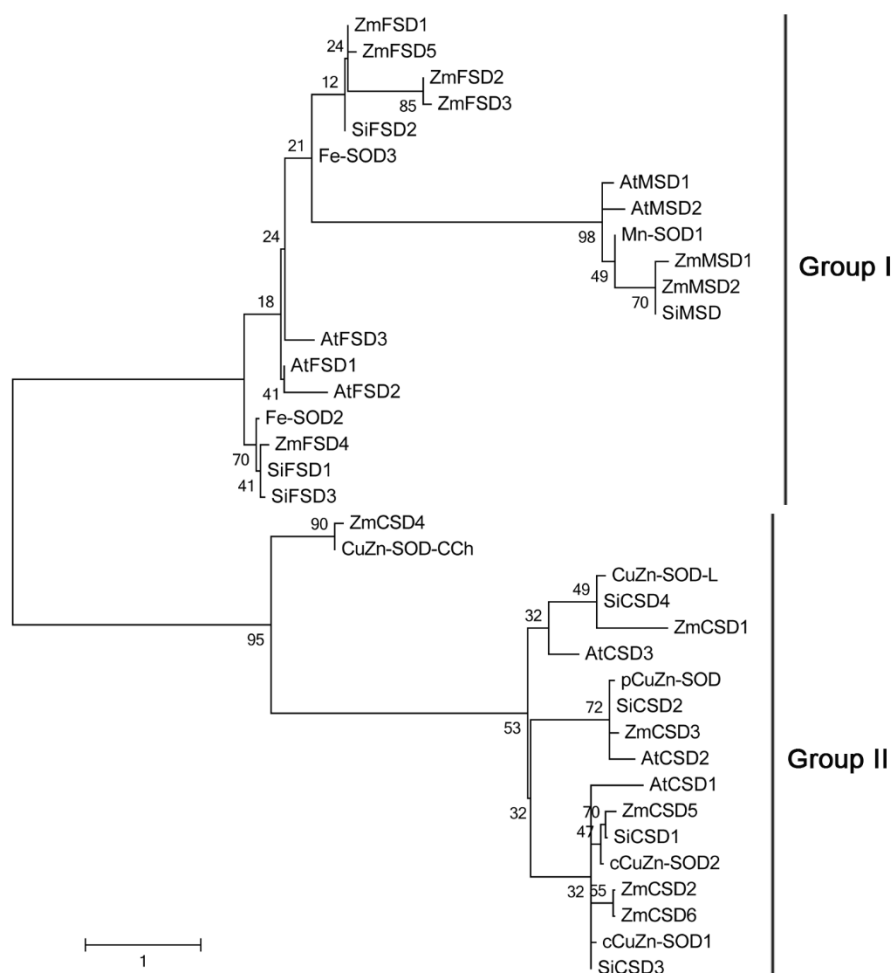 ZmFSD1
24
ZmFSD5
ZmFSD2
12
85
ZmFSD3
SiFSD2
21
Fe-SOD3
AtMSD1
AtMSD2
98
Mn-SOD1
24
ZmMSD1
49
Group I
ZmMSD2
70
18
SiMSD
AtFSD3
AtFSD1
41
AtFSD2
Fe-SOD2
ZmFSD4
70
SiFSD1
41
SiFSD3
90
ZmCSD4
CuZn-SOD-CCh
CuZn-SOD-L
49
SiCSD4
32
ZmCSD1
95
AtCSD3
pCuZn-SOD
72
SiCSD2
53
ZmCSD3
AtCSD2
Group II
AtCSD1
32
70
ZmCSD5
47
SiCSD1
cCuZn-SOD2
32
55
ZmCSD2
ZmCSD6
cCuZn-SOD1
1
SiCSD3